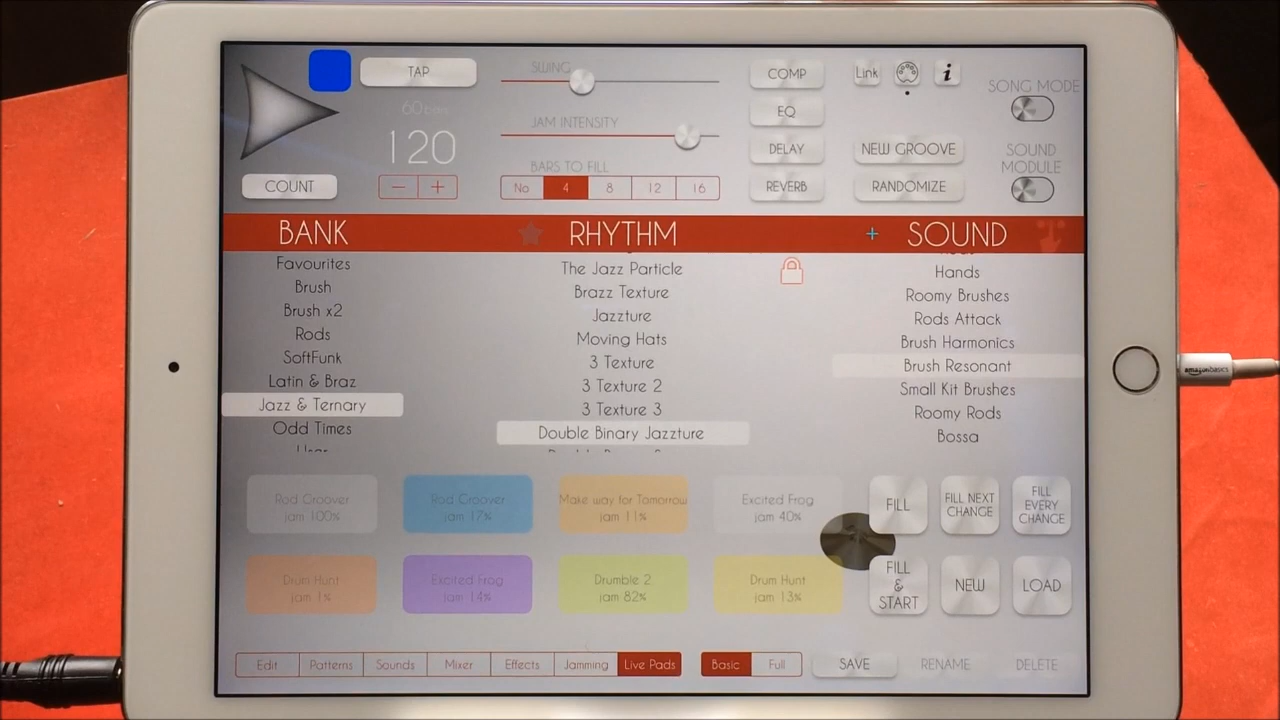 TAP
SWING
COMP
Link
i
SONG MODE
60 bars
120
JAM INTENSITY
EQ
DELAY
NEW GROOVE
SOUND
MODULE
BARS TO FILL
COUNT
− +
No 4 8 12 16
REVERB
RANDOMIZE
BANK
RHYTHM
+ SOUND
Favourites
Brush
Brush x2
Rods
SoftFunk
Latin & Braz
Jazz & Ternary
Odd Times
User
The Jazz Particle
Brazz Texture
Jazzture
Moving Hats
3 Texture
3 Texture 2
3 Texture 3
Double Binary Jazzture
Hands
Roomy Brushes
Rods Attack
Brush Harmonics
Brush Resonant
Small Kit Brushes
Roomy Rods
Bossa
Rod Groover
jam 100%
Rod Groover
jam 17%
Make way for Tomorrow
jam 11%
Excited Frog
jam 40%
FILL
FILL NEXT
CHANGE
FILL
EVERY
CHANGE
Drum Hunt
jam 1%
Excited Frog
jam 14%
Drumble 2
jam 82%
Drum Hunt
jam 13%
FILL
&
START
NEW
LOAD
Edit Patterns Sounds Mixer Effects Jamming Live Pads
Basic Full
SAVE
RENAME
DELETE
amazonbasics